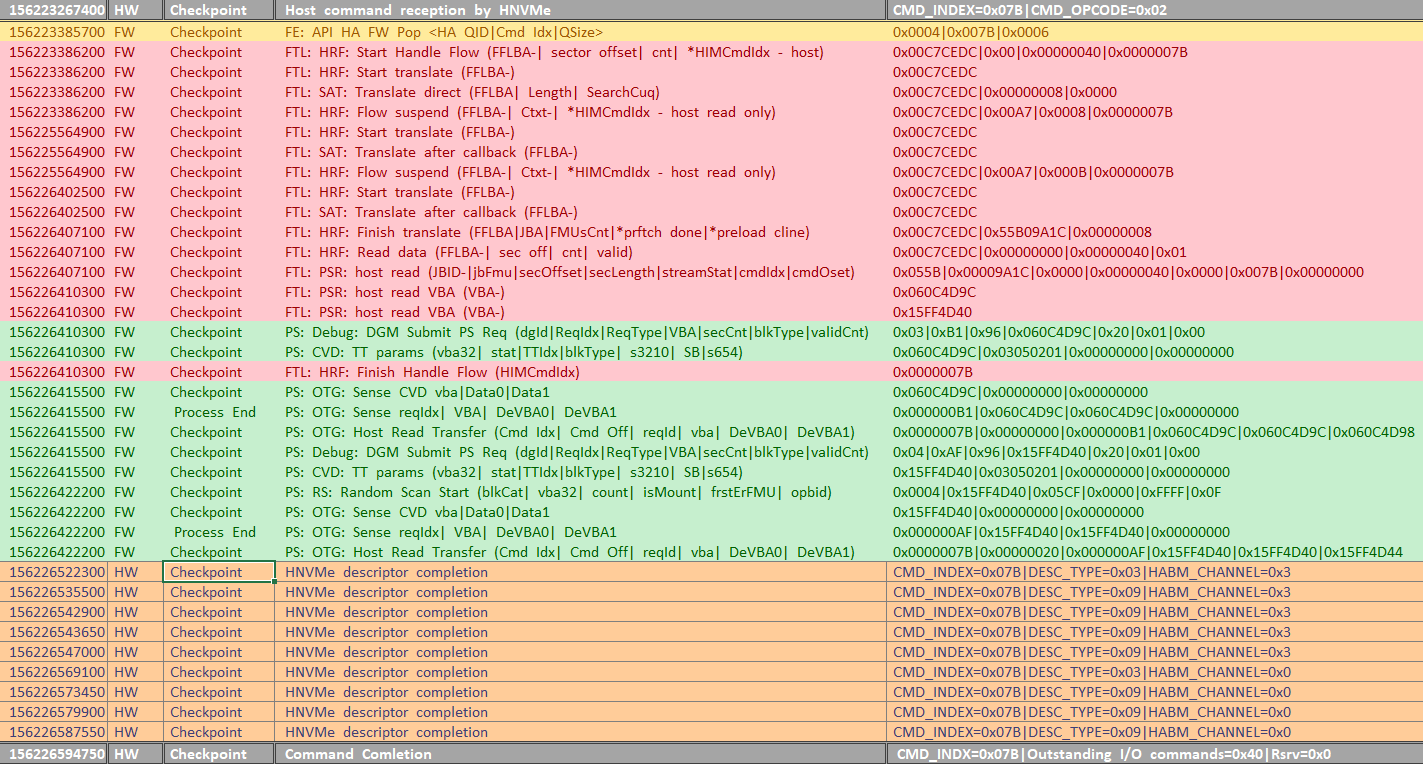 156223267400 HW Checkpoint Host command reception by HNVMe CMD_INDEX=0x07B|CMD_OPCODE=0x02
156223385700 FW Checkpoint FE: API HA FW Pop <HA QID|Cmd Idx|QSize> 0x0004|0x007B|0x0006
156223386200 FW Checkpoint FTL: HRF: Start Handle Flow (FFLBA-| sector offset| cnt| *HIMCmdIdx - host) 0x00C7CEDC|0x00|0x00000040|0x0000007B
156223386200 FW Checkpoint FTL: HRF: Start translate (FFLBA-) 0x00C7CEDC
156223386200 FW Checkpoint FTL: SAT: Translate direct (FFLBA| Length| SearchCuq) 0x00C7CEDC|0x00000008|0x0000
156223386200 FW Checkpoint FTL: HRF: Flow suspend (FFLBA-| Ctxt-| *HIMCmdIdx - host read only) 0x00C7CEDC|0x00A7|0x0008|0x0000007B
156225564900 FW Checkpoint FTL: HRF: Start translate (FFLBA-) 0x00C7CEDC
156225564900 FW Checkpoint FTL: SAT: Translate after callback (FFLBA-) 0x00C7CEDC
156225564900 FW Checkpoint FTL: HRF: Flow suspend (FFLBA-| Ctxt-| *HIMCmdIdx - host read only) 0x00C7CEDC|0x00A7|0x000B|0x0000007B
156226402500 FW Checkpoint FTL: HRF: Start translate (FFLBA-) 0x00C7CEDC
156226402500 FW Checkpoint FTL: SAT: Translate after callback (FFLBA-) 0x00C7CEDC
156226407100 FW Checkpoint FTL: HRF: Finish translate (FFLBA|JBA|FMUsCnt|*prftch done|*preload cline) 0x00C7CEDC|0x55B09A1C|0x00000008
156226407100 FW Checkpoint FTL: HRF: Read data (FFLBA-| sec off| cnt| valid) 0x00C7CEDC|0x00000000|0x00000040|0x01
156226407100 FW Checkpoint FTL: PSR: host read (JBID-|jbFmu|secOffset|secLength|streamStat|cmdIdx|cmdOset) 0x055B|0x00009A1C|0x0000|0x00000040|0x0000|0x007B|0x00000000
156226410300 FW Checkpoint FTL: PSR: host read VBA (VBA-) 0x060C4D9C
156226410300 FW Checkpoint FTL: PSR: host read VBA (VBA-) 0x15FF4D40
156226410300 FW Checkpoint PS: Debug: DGM Submit PS Req (dgId|ReqIdx|ReqType|VBA|secCnt|blkType|validCnt) 0x03|0xB1|0x96|0x060C4D9C|0x20|0x01|0x00
156226410300 FW Checkpoint PS: CVD: TT params (vba32| stat|TTIdx|blkType| s3210| SB|s654) 0x060C4D9C|0x03050201|0x00000000|0x00000000
156226410300 FW Checkpoint FTL: HRF: Finish Handle Flow (HIMCmdIdx) 0x0000007B
156226415500 FW Checkpoint PS: OTG: Sense CVD vba|Data0|Data1 0x060C4D9C|0x00000000|0x00000000
156226415500 FW Process End PS: OTG: Sense reqIdx| VBA| DeVBA0| DeVBA1 0x000000B1|0x060C4D9C|0x060C4D9C|0x00000000
156226415500 FW Checkpoint PS: OTG: Host Read Transfer (Cmd Idx| Cmd Off| reqId| vba| DeVBA0| DeVBA1) 0x0000007B|0x00000000|0x000000B1|0x060C4D9C|0x060C4D9C|0x060C4D98
156226415500 FW Checkpoint PS: Debug: DGM Submit PS Req (dgId|ReqIdx|ReqType|VBA|secCnt|blkType|validCnt) 0x04|0xAF|0x96|0x15FF4D40|0x20|0x01|0x00
156226415500 FW Checkpoint PS: CVD: TT params (vba32| stat|TTIdx|blkType| s3210| SB|s654) 0x15FF4D40|0x03050201|0x00000000|0x00000000
156226422200 FW Checkpoint PS: RS: Random Scan Start (blkCat| vba32| count| isMount| frstErFMU| opbid) 0x0004|0x15FF4D40|0x05CF|0x0000|0xFFFF|0x0F
156226422200 FW Checkpoint PS: OTG: Sense CVD vba|Data0|Data1 0x15FF4D40|0x00000000|0x00000000
156226422200 FW Process End PS: OTG: Sense reqIdx| VBA| DeVBA0| DeVBA1 0x000000AF|0x15FF4D40|0x15FF4D40|0x00000000
156226422200 FW Checkpoint PS: OTG: Host Read Transfer (Cmd Idx| Cmd Off| reqId| vba| DeVBA0| DeVBA1) 0x0000007B|0x00000020|0x000000AF|0x15FF4D40|0x15FF4D40|0x15FF4D44
156226522300 HW Checkpoint HNVMe descriptor completion CMD_INDEX=0x07B|DESC_TYPE=0x03|HABM_CHANNEL=0x3
156226535500 HW Checkpoint HNVMe descriptor completion CMD_INDEX=0x07B|DESC_TYPE=0x09|HABM_CHANNEL=0x3
156226542900 HW Checkpoint HNVMe descriptor completion CMD_INDEX=0x07B|DESC_TYPE=0x09|HABM_CHANNEL=0x3
156226543650 HW Checkpoint HNVMe descriptor completion CMD_INDEX=0x07B|DESC_TYPE=0x09|HABM_CHANNEL=0x3
156226547000 HW Checkpoint HNVMe descriptor completion CMD_INDEX=0x07B|DESC_TYPE=0x09|HABM_CHANNEL=0x3
156226569100 HW Checkpoint HNVMe descriptor completion CMD_INDEX=0x07B|DESC_TYPE=0x03|HABM_CHANNEL=0x0
156226573450 HW Checkpoint HNVMe descriptor completion CMD_INDEX=0x07B|DESC_TYPE=0x09|HABM_CHANNEL=0x0
156226579900 HW Checkpoint HNVMe descriptor completion CMD_INDEX=0x07B|DESC_TYPE=0x09|HABM_CHANNEL=0x0
156226587550 HW Checkpoint HNVMe descriptor completion CMD_INDEX=0x07B|DESC_TYPE=0x09|HABM_CHANNEL=0x0
156226594750 HW Checkpoint Command Comletion CMD_INDX=0x07B|Outstanding I/O commands=0x40|Rsrv=0x0